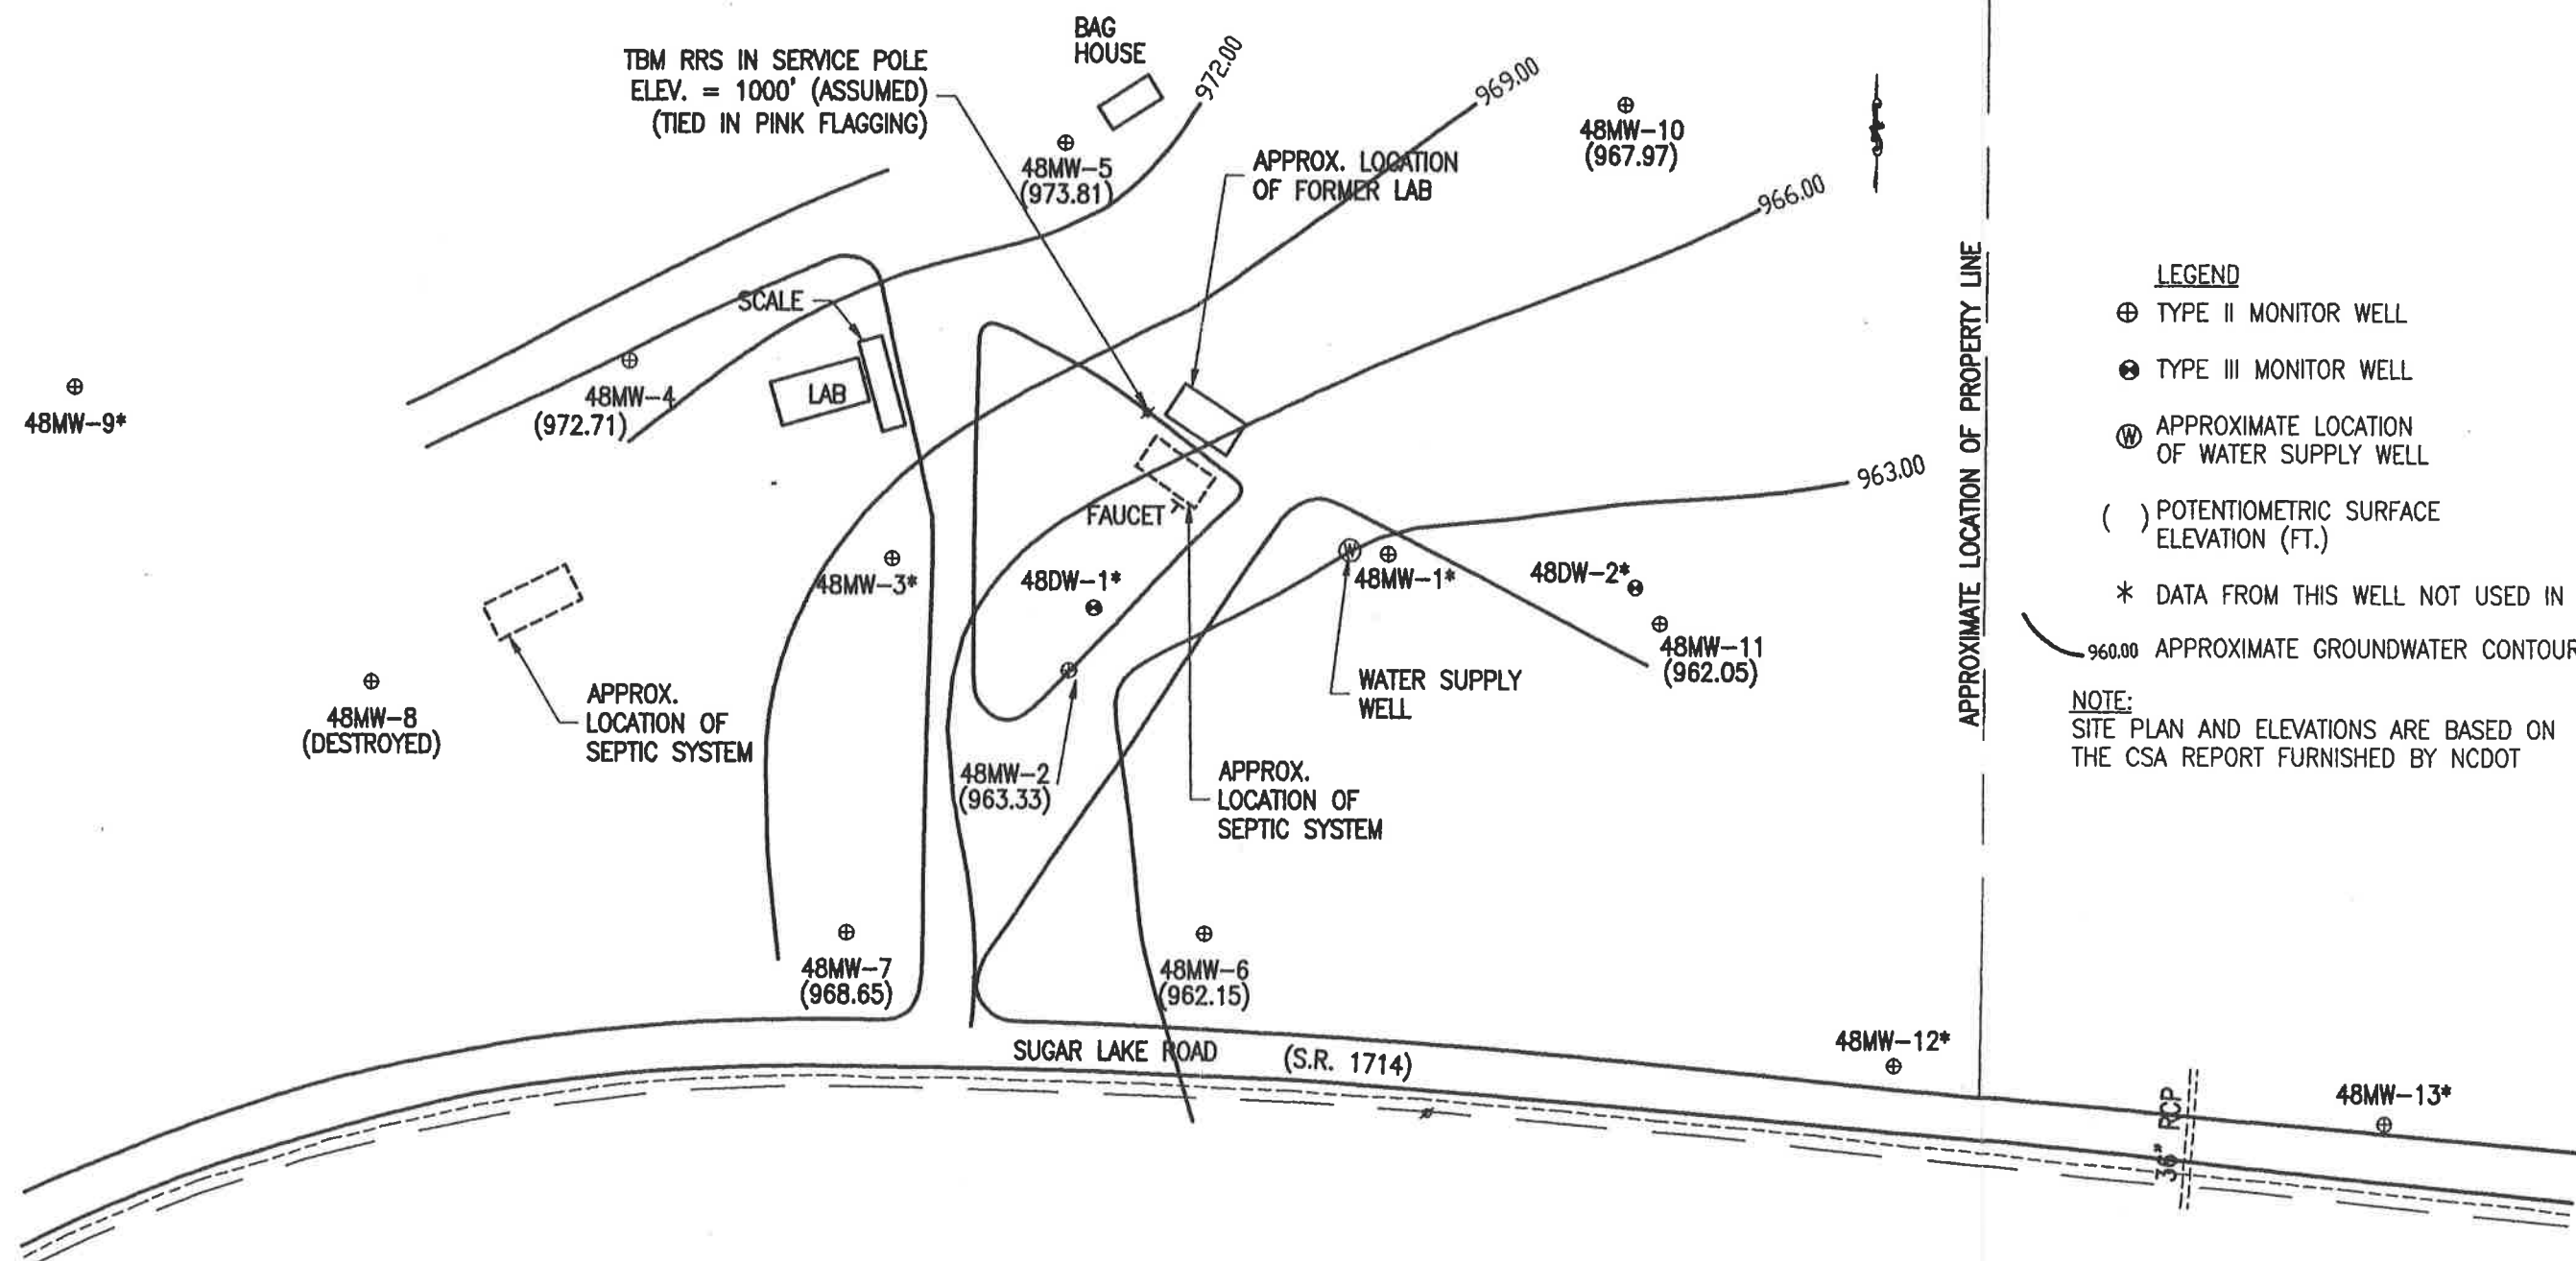 BAG
HOUSE
TBM RRS IN SERVICE POLE
ELEV. = 1000' (ASSUMED)
(TIED IN PINK FLAGGING)
972.00
969.00
48MW-10
(967.97)
48MW-5
(973.81)
APPROX. LOCATION
OF FORMER LAB
966.00
SCALE
LAB
48MW-4
(972.71)
48MW-9*
963.00
FAUCET
48MW-3*
48DW-1*
48MW-1*
48DW-2*
48MW-11
(962.05)
WATER SUPPLY
WELL
48MW-8
(DESTROYED)
APPROX.
LOCATION OF
SEPTIC SYSTEM
48MW-2
(963.33)
APPROX.
LOCATION OF
SEPTIC SYSTEM
48MW-7
(968.65)
48MW-6
(962.15)
SUGAR LAKE ROAD (S.R. 1714)
48MW-12*
48MW-13*
36" RCP
APPROXIMATE LOCATION OF PROPERTY LINE
LEGEND
TYPE II MONITOR WELL
TYPE III MONITOR WELL
W APPROXIMATE LOCATION
OF WATER SUPPLY WELL
( ) POTENTIOMETRIC SURFACE
ELEVATION (FT.)
* DATA FROM THIS WELL NOT USED IN
960.00 APPROXIMATE GROUNDWATER CONTOUR
NOTE:
SITE PLAN AND ELEVATIONS ARE BASED ON
THE CSA REPORT FURNISHED BY NCDOT
W